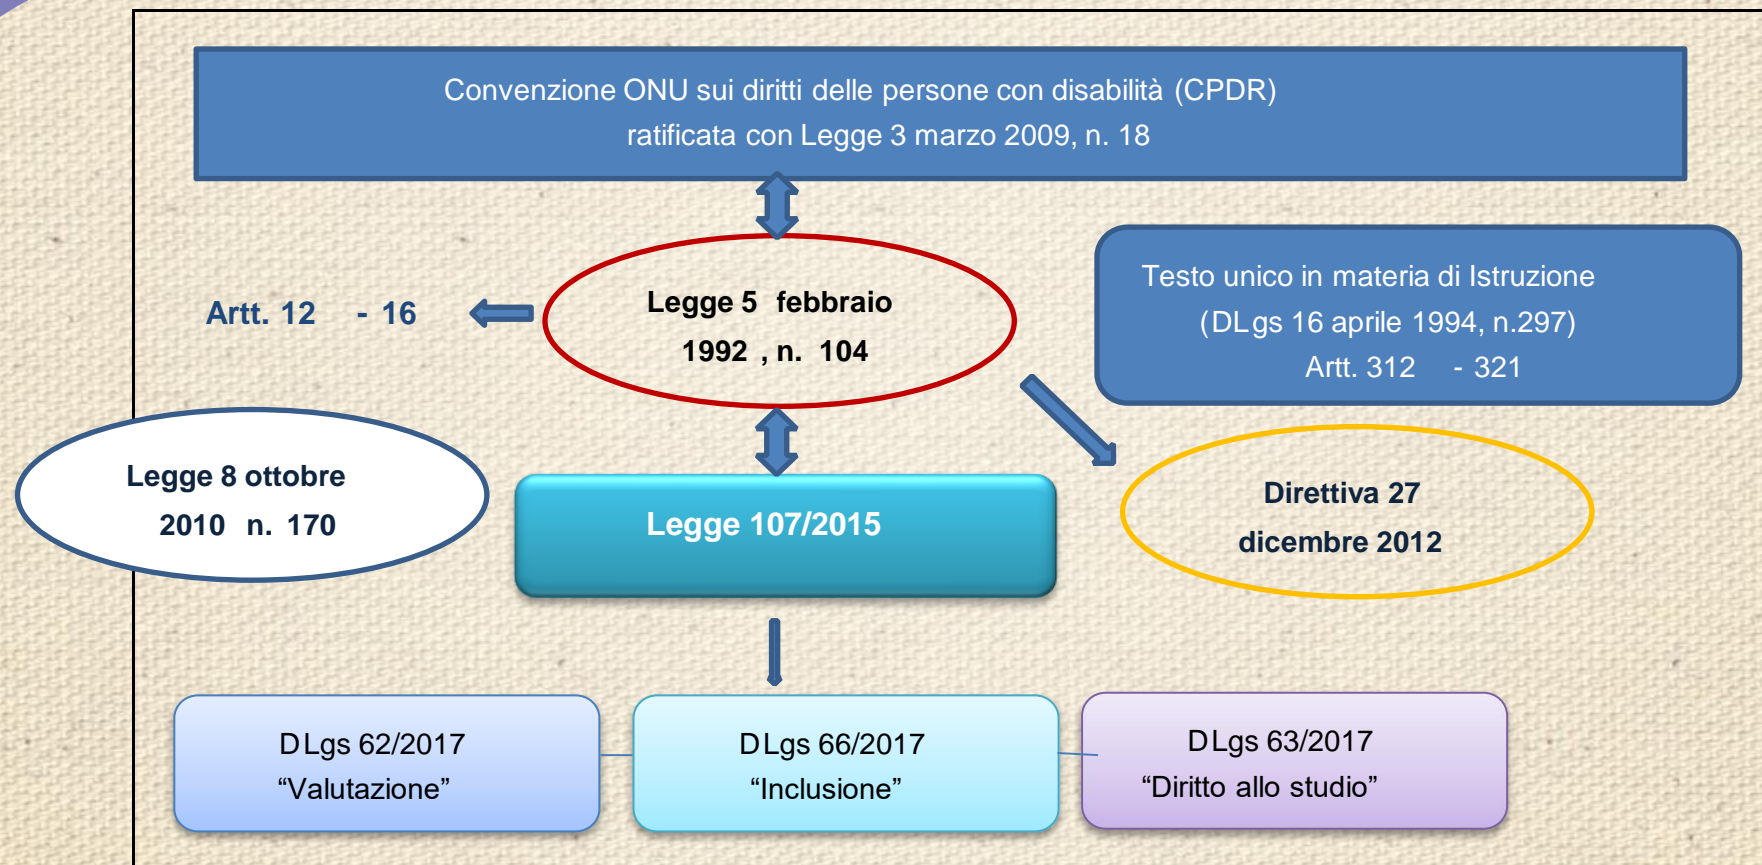 Convenzione ONU sui diritti delle persone con disabilità (CPDR)
ratificata con Legge 3 marzo 2009, n. 18
Testo unico in materia di Istruzione
(DLgs 16 aprile 1994, n.297)
Artt. 312 - 321
Artt. 12 - 16
Legge 5 febbraio
1992 , n. 104
Legge 8 ottobre
2010 n. 170
Legge 107/2015
Direttiva 27
dicembre 2012
DLgs 62/2017
“Valutazione”
DLgs 66/2017
“Inclusione”
DLgs 63/2017
“Diritto allo studio”